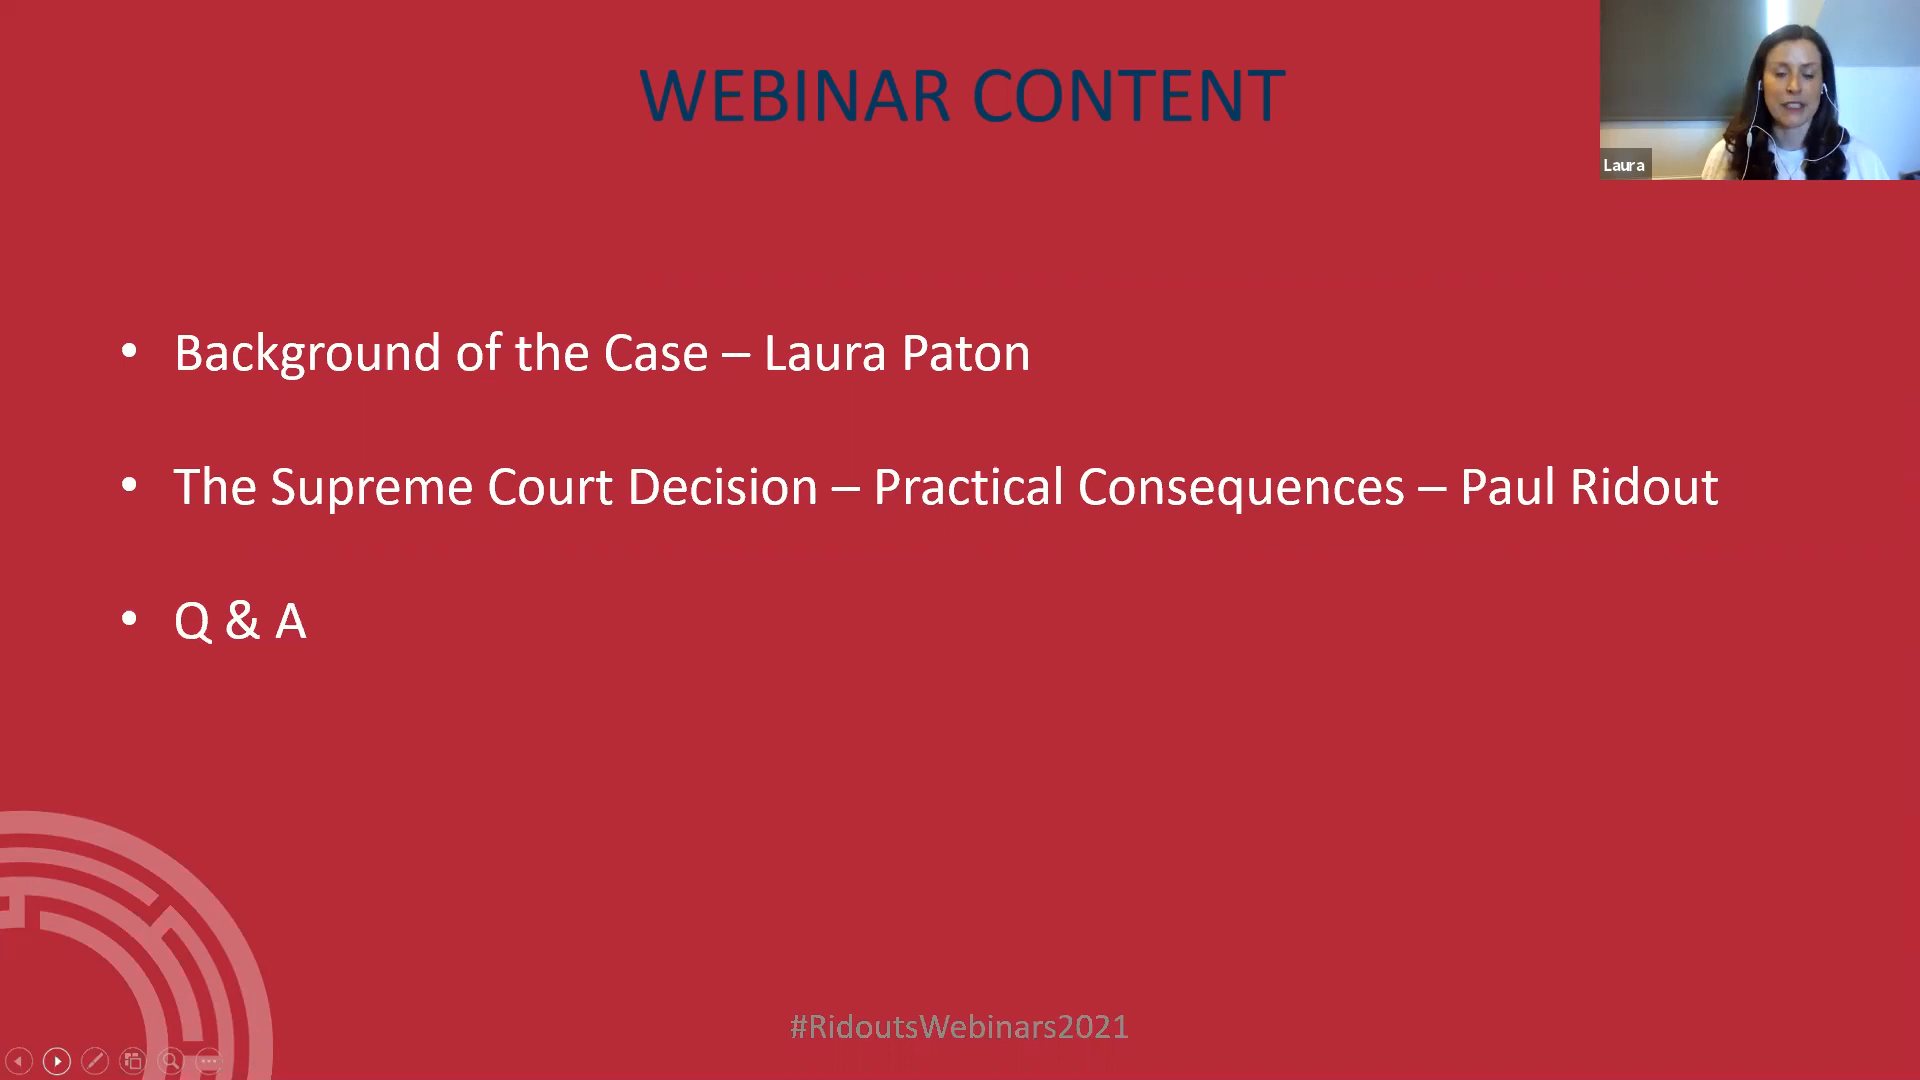 WEBINAR CONTENT
Laura
• Background of the Case – Laura Paton
• The Supreme Court Decision – Practical Consequences – Paul Ridout
• Q & A
#RidoutsWebinars2021